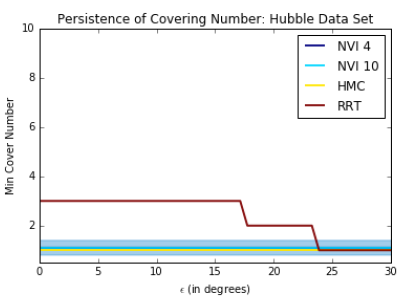 Persistence of Covering Number: Hubble Data Set
10
8
6
4
2
Min Cover Number
NVI 4
NVI 10
HMC
RRT
0
5
10
15
20
25
30
ϵ (in degrees)